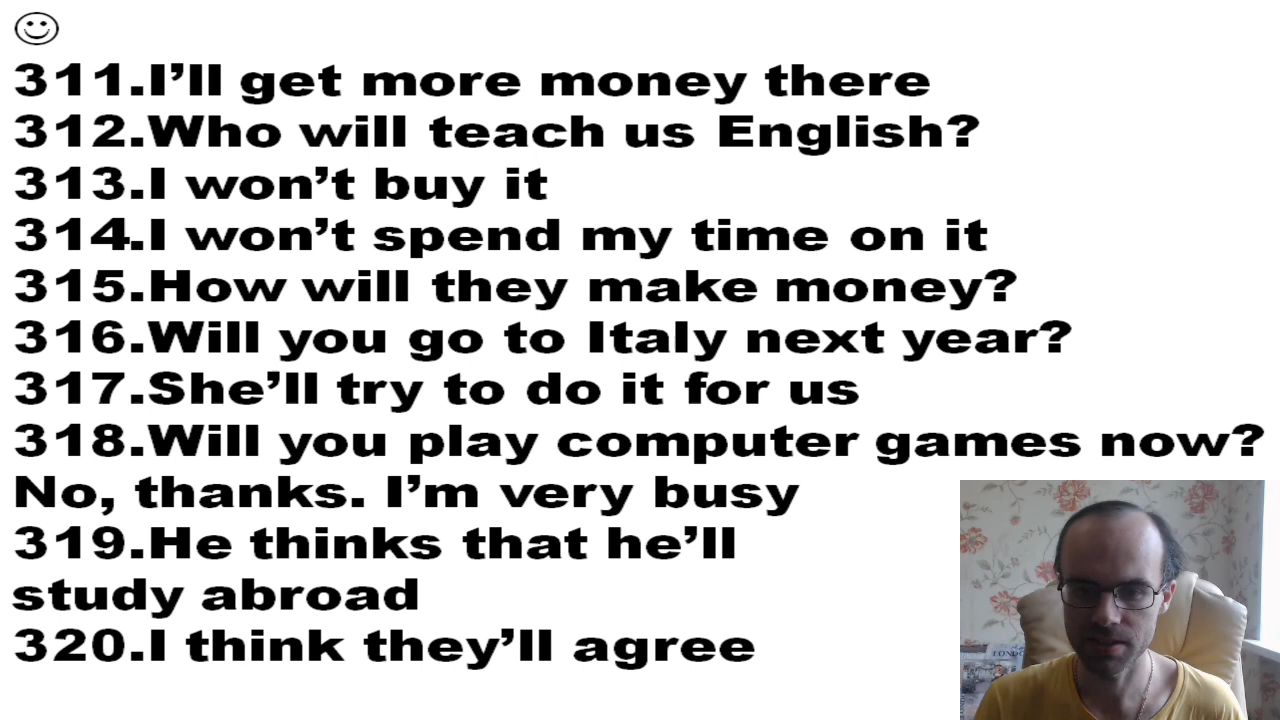 311.I’ll get more money there
312.Who will teach us English?
313.I won’t buy it
314.I won’t spend my time on it
315.How will they make money?
316.Will you go to Italy next year?
317.She’ll try to do it for us
318.Will you play computer games now?
No, thanks. I’m very busy
319.He thinks that he’ll
study abroad
320.I think they’ll agree